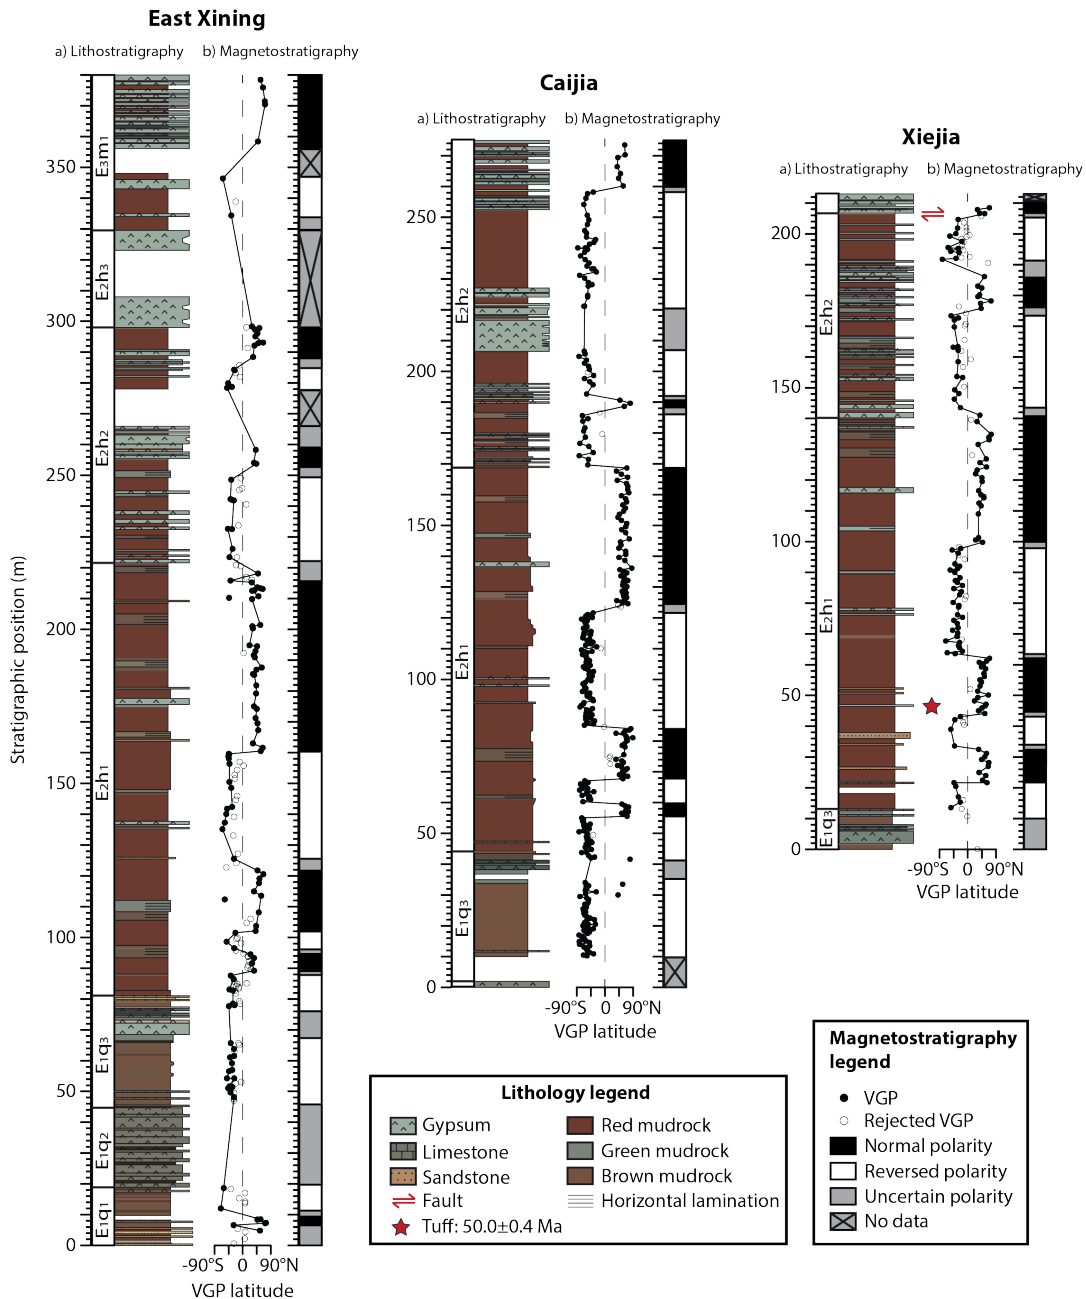 East Xining
a) Lithostratigraphy b) Magnetostratigraphy
Stratigraphic position (m)
350
300
250
200
150
100
50
0
E₃m₁
E₂h₃
E₂h₂
E₂h₁
E₁q₃
E₁q₂
E₁q₁
-90°S 0 90°N
VGP latitude
Caijia
a) Lithostratigraphy b) Magnetostratigraphy
250
200
150
100
50
0
E₂h₂
E₂h₁
E₁q₃
-90°S 0 90°N
VGP latitude
Xiejia
a) Lithostratigraphy b) Magnetostratigraphy
200
150
100
50
0
E₂h₂
E₂h₁
E₁q₃
-90°S 0 90°N
VGP latitude
Lithology legend
Gypsum
Limestone
Sandstone
Fault
Tuff: 50.0±0.4 Ma
Red mudrock
Green mudrock
Brown mudrock
Horizontal lamination
Magnetostratigraphy
legend
VGP
Rejected VGP
Normal polarity
Reversed polarity
Uncertain polarity
No data